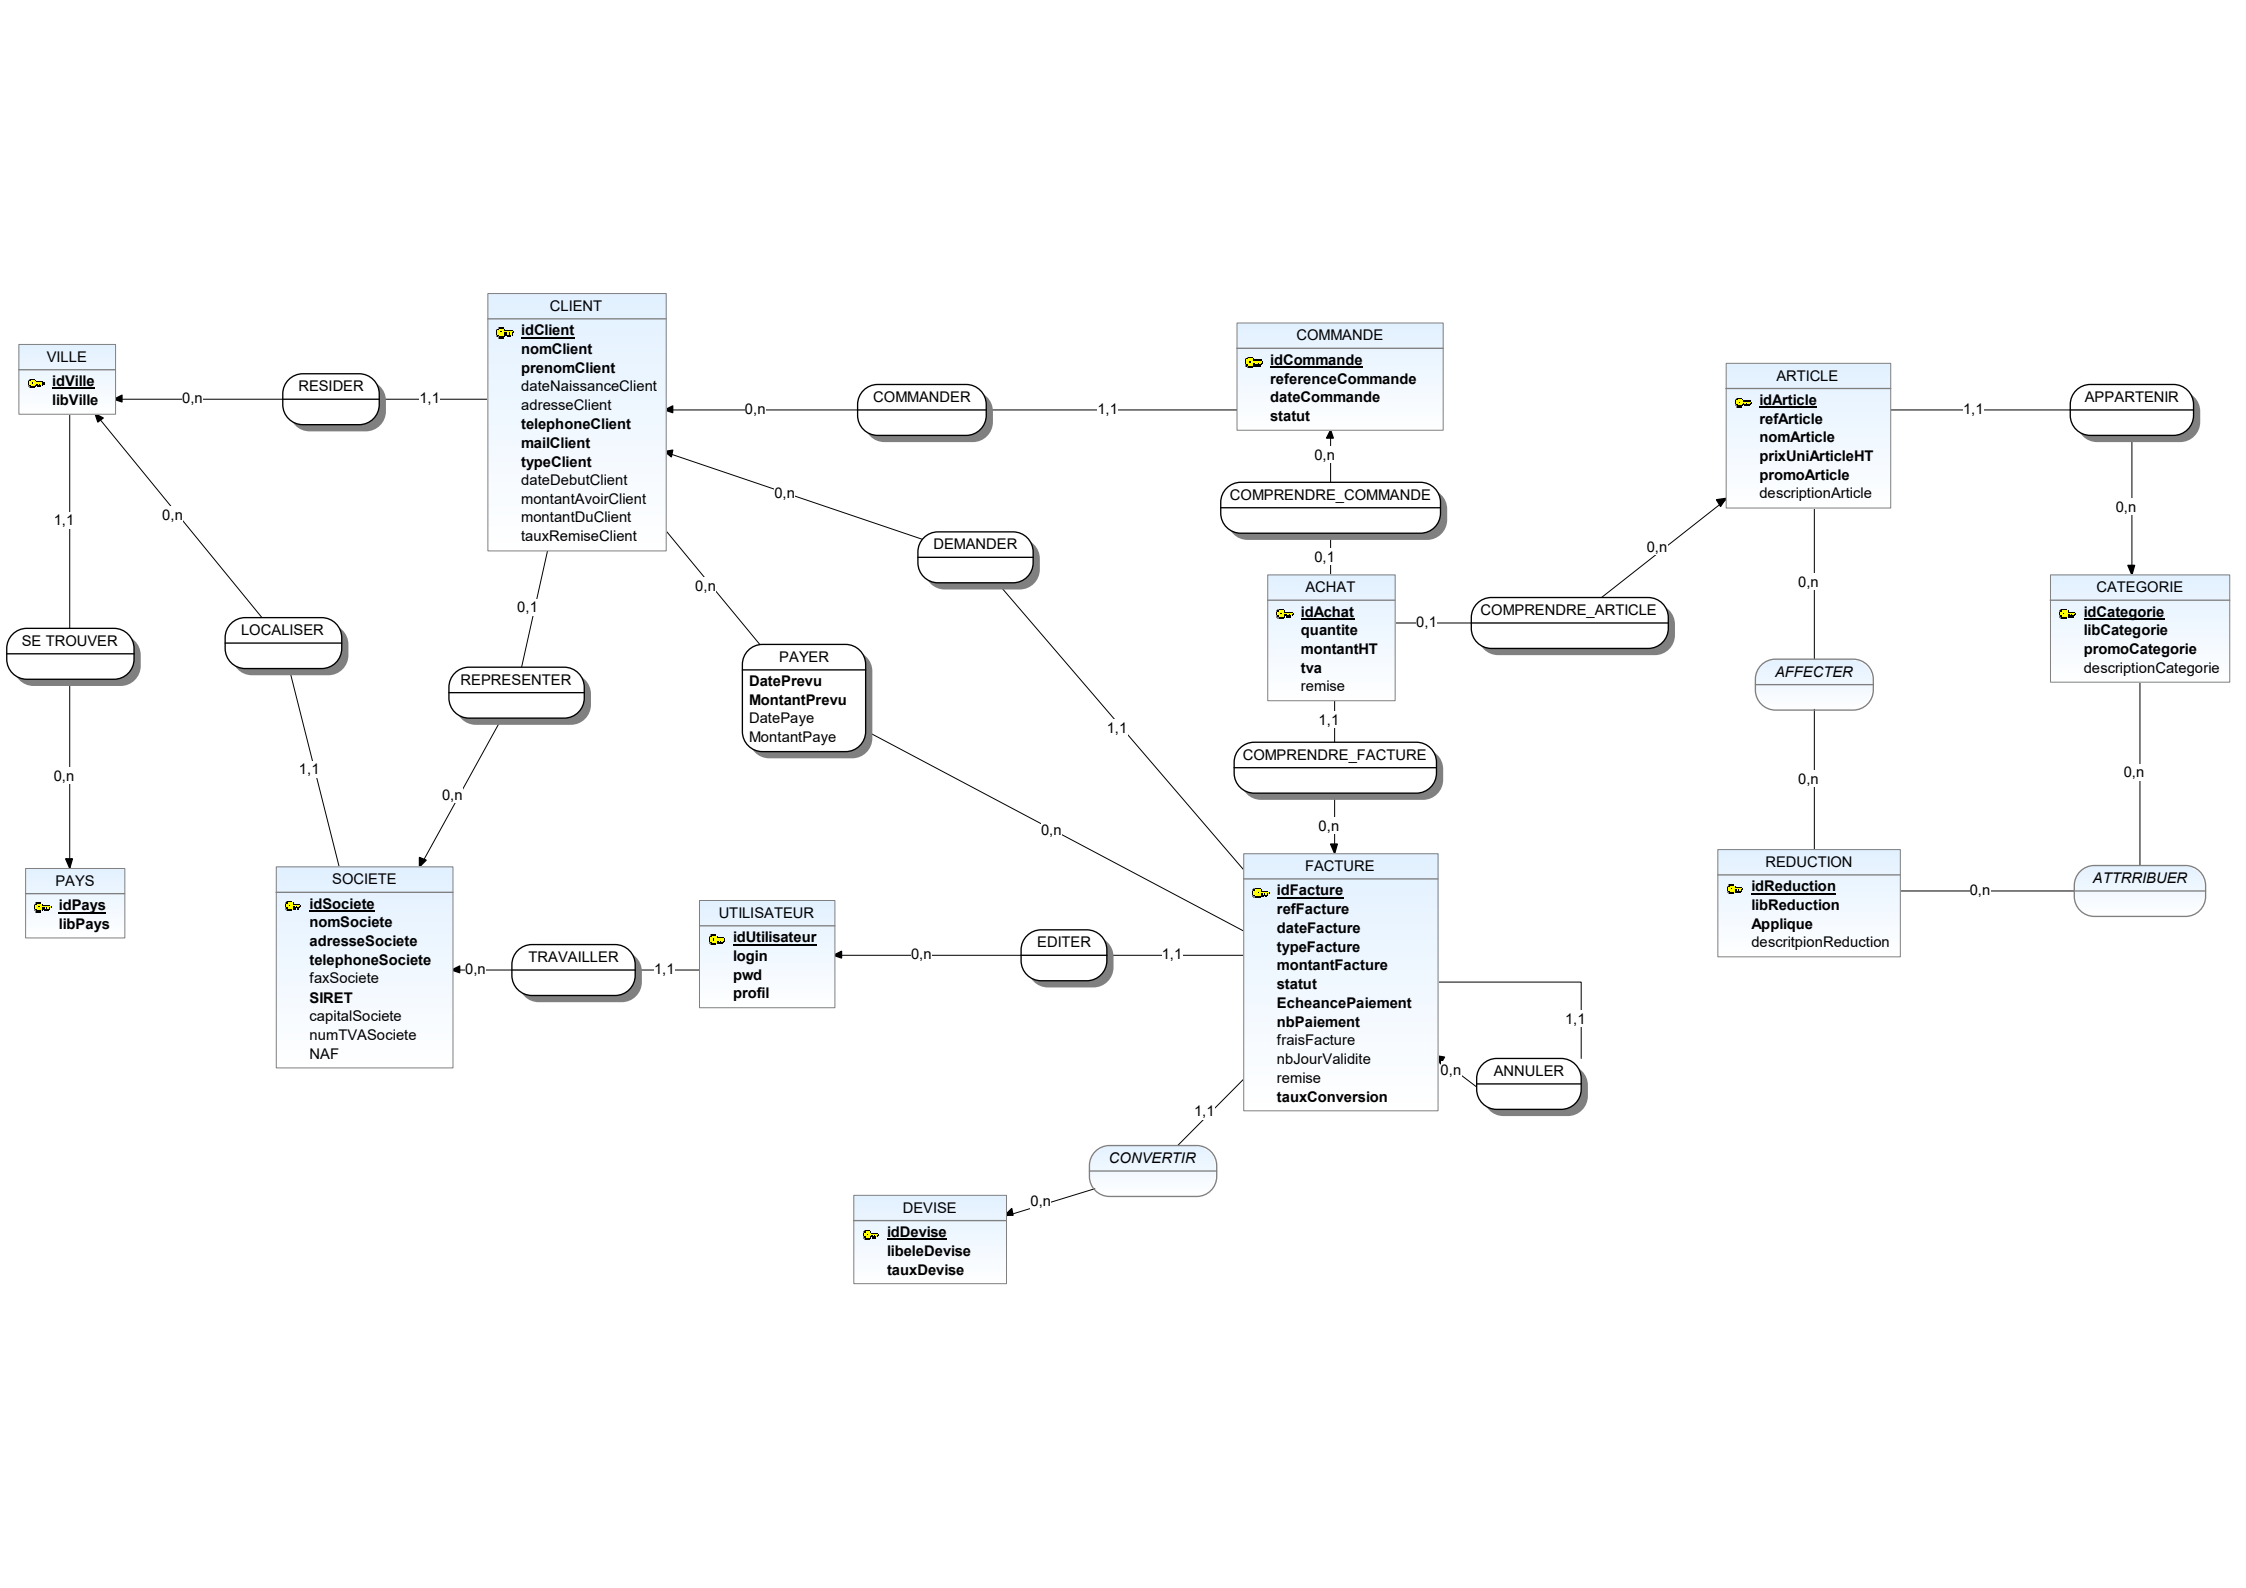 CLIENT
idClient
nomClient
prenomClient
dateNaissanceClient
adresseClient
telephoneClient
mailClient
typeClient
dateDebutClient
montantAvoirClient
montantDuClient
tauxRemiseClient
VILLE
idVille
libVille
0,n
RESIDER
1,1
0,n
COMMANDER
1,1
COMMANDE
idCommande
referenceCommande
dateCommande
statut
ARTICLE
idArticle
refArticle
nomArticle
prixUniArticleHT
promoArticle
descriptionArticle
1,1
APPARTENIR
0,n
1,1
0,n
0,n
DEMANDER
1,1
0,n
COMPRENDRE_COMMANDE
0,1
ACHAT
idAchat
quantite
montantHT
tva
remise
0,1
COMPRENDRE_ARTICLE
0,n
0,n
AFFECTER
0,n
CATEGORIE
idCategorie
libCategorie
promoCategorie
descriptionCategorie
0,n
SE TROUVER
0,n
LOCALISER
1,1
0,1
REPRESENTER
0,n
0,n
PAYER
DatePrevu
MontantPrevu
DatePaye
MontantPaye
0,n
1,1
COMPRENDRE_FACTURE
0,n
PAYS
idPays
libPays
SOCIETE
idSociete
nomSociete
adresseSociete
telephoneSociete
faxSociete
SIRET
capitalSociete
numTVASociete
NAF
0,n
TRAVAILLER
1,1
UTILISATEUR
idUtilisateur
login
pwd
profil
0,n
EDITER
1,1
FACTURE
idFacture
refFacture
dateFacture
typeFacture
montantFacture
statut
EcheancePaiement
nbPaiement
fraisFacture
nbJourValidite
remise
tauxConversion
1,1
0,n
ANNULER
REDUCTION
idReduction
libReduction
Applique
descritpionReduction
0,n
ATTRRIBUER
1,1
CONVERTIR
0,n
DEVISE
idDevise
libeleDevise
tauxDevise